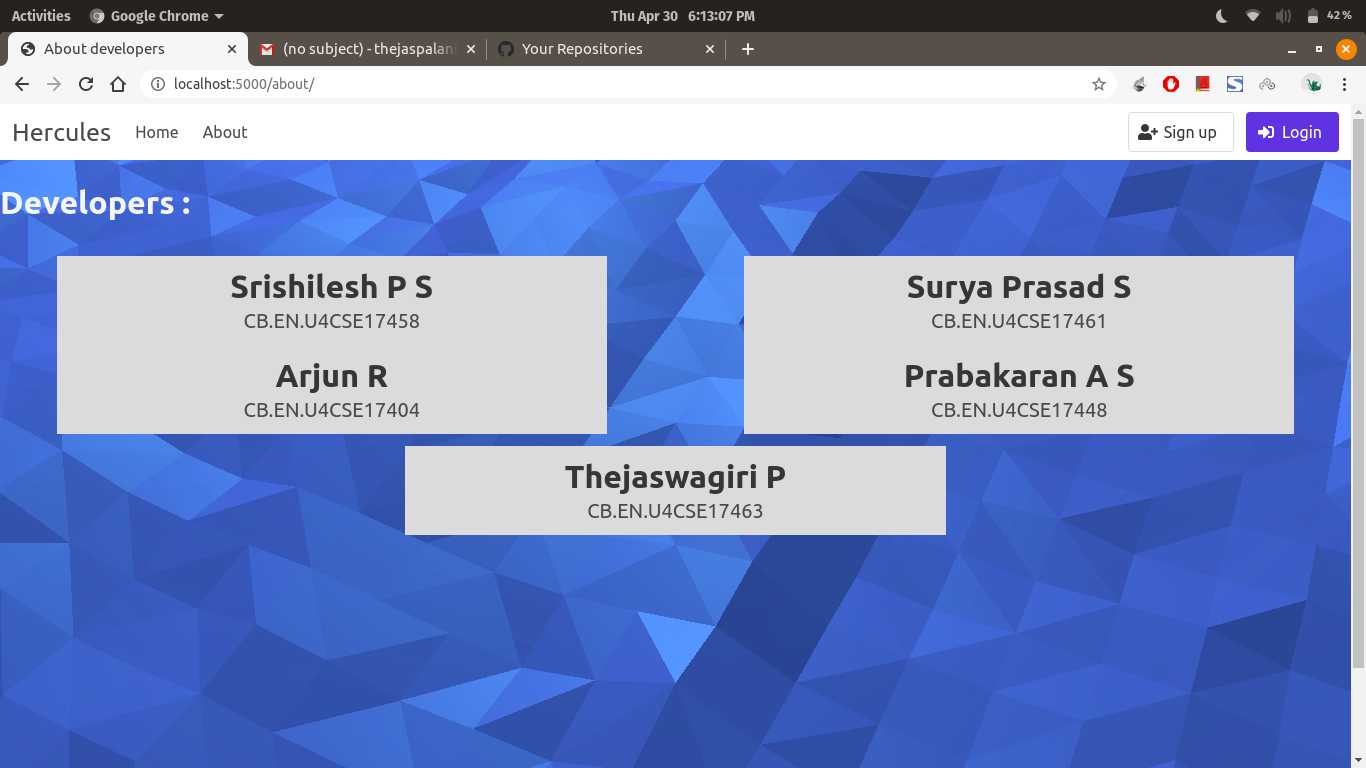 Activities Google Chrome Thu Apr 30 6:13:07 PM 42 %
About developers (no subject) - thejaspalani Your Repositories
localhost:5000/about/
Hercules Home About Sign up Login
Developers :
Srishilesh P S
CB.EN.U4CSE17458
Arjun R
CB.EN.U4CSE17404
Surya Prasad S
CB.EN.U4CSE17461
Prabakaran A S
CB.EN.U4CSE17448
Thejaswagiri P
CB.EN.U4CSE17463